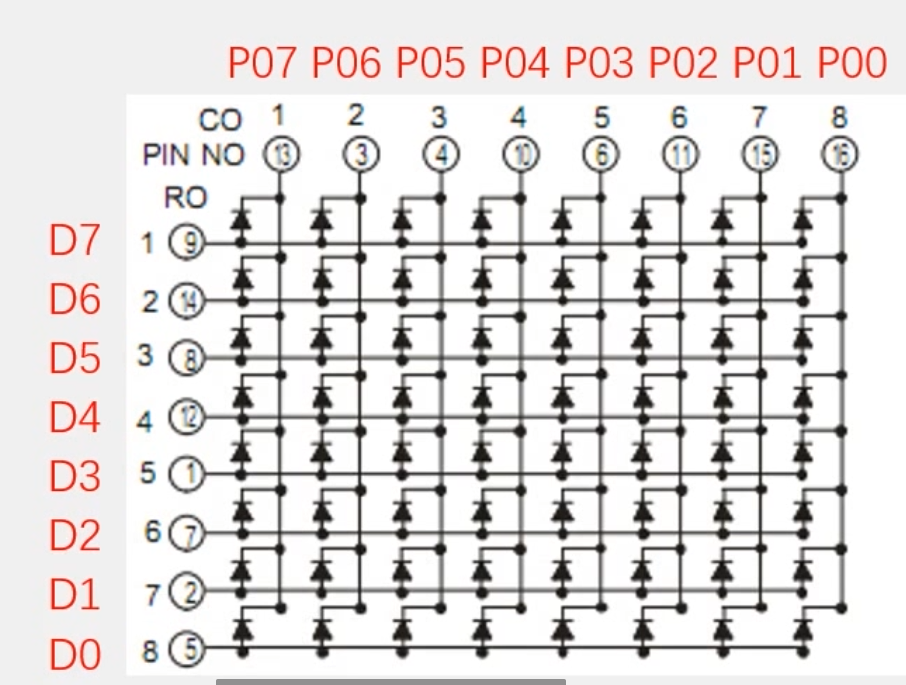 P07 P06 P05 P04 P03 P02 P01 P00
CO 1 2 3 4 5 6 7 8
PIN NO 13 3 4 10 6 11 15 16
RO
D7 1 9
D6 2 14
D5 3 8
D4 4 12
D3 5 1
D2 6 7
D1 7 2
D0 8 5